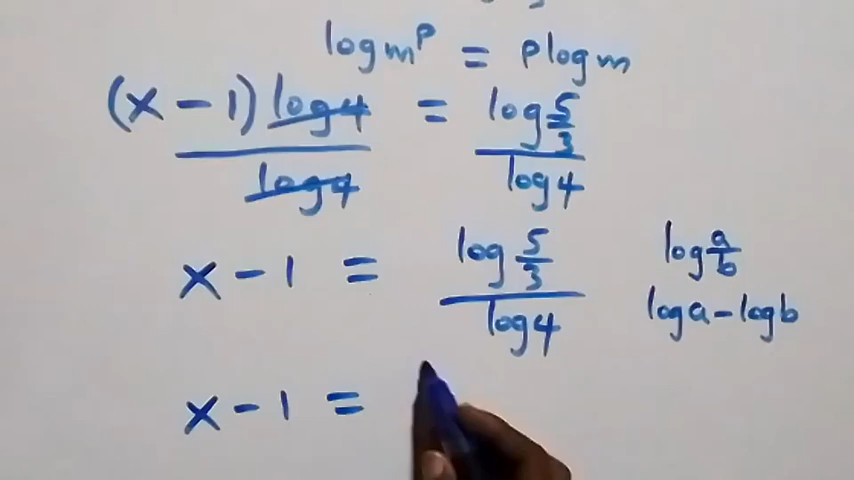 log m^p = p log m
(x - 1) log 4 / log 4 = log 5/3 / log 4
x - 1 = log 5/3 / log 4
log a/b
log a - log b
x - 1 =